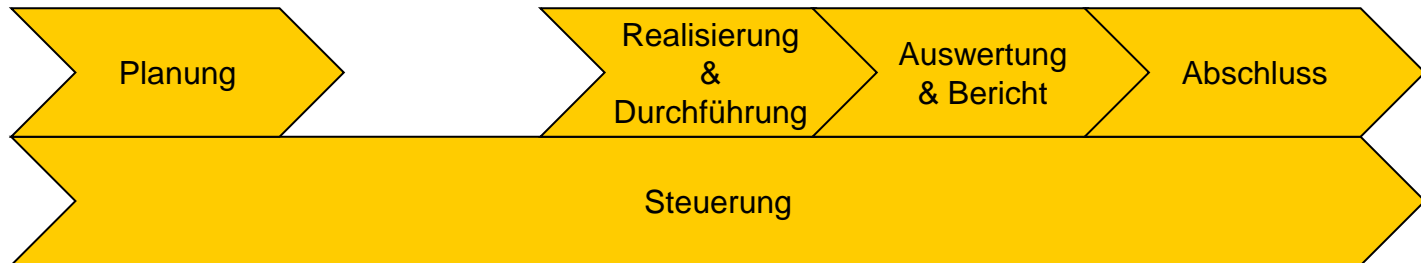 Planung
Realisierung
&
Durchführung
Auswertung
& Bericht
Abschluss
Steuerung